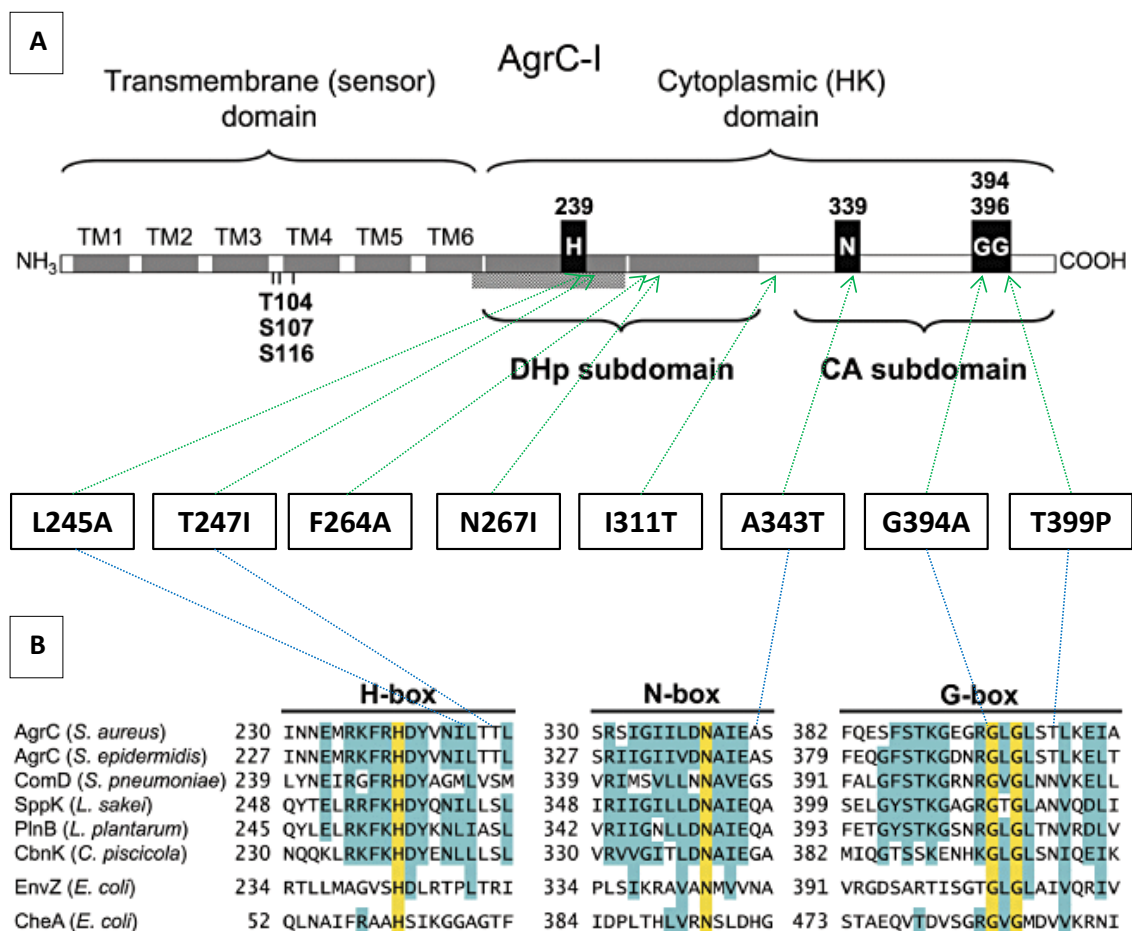 A
AgrC-I
Transmembrane (sensor) domain
Cytoplasmic (HK) domain
394
239 339 396
TM1 TM2 TM3 TM4 TM5 TM6 H N GG
NH3 COOH
T104
S107
S116
DHp subdomain CA subdomain
L245A T247I F264A N267I I311T A343T G394A T399P
B
H-box N-box G-box
AgrC (S. aureus) 230 INNEMRKFRHDYVNILTTL 330 SRSIGIILDNAIEAS 382 FQESFSTKGEGRGLGLSTLKEIA
AgrC (S. epidermidis) 227 INNEMRKFRHDYVNILTTL 327 SRIIGIIVDNAIEAS 379 FEQGFSTKGDNRGLGLSTLKELT
ComD (S. pneumoniae) 239 LYNEIRGFRHDYAGMLVSM 339 VRIMSVLLNNAVEGS 391 FALGFSTKGRNRGVGLNNVKELL
SppK (L. sakei) 248 QYTELRRFKHDYQNILLSL 348 IRIIGILLDNAIEQA 399 SELGYSTKGAGRGTGLANVQDLI
PlnB (L. plantarum) 245 QYLELRKFKHDYKNLIASL 342 VRIIGNLLDNAIEQA 393 FETGYSTKGSNRGLGLTNVRDLV
CbnK (C. piscicola) 230 NQQKLRKFKHDYENLLLSL 330 VRVVGITLDNAIEGA 382 MIQGTSSKENHKGLGLSNIQEIK
EnvZ (E. coli) 234 RTLLMAGVSHDLRTPLTRI 334 PLSIKRAVANMVVNA 391 VRGDSARTISGTGLGLAIVQRIV
CheA (E. coli) 52 QLNAIFRAAHSIKGGAGTF 384 IDPLTHLVRNSLDHG 473 STAEQVTDVSGRGVGMDVVKRNI